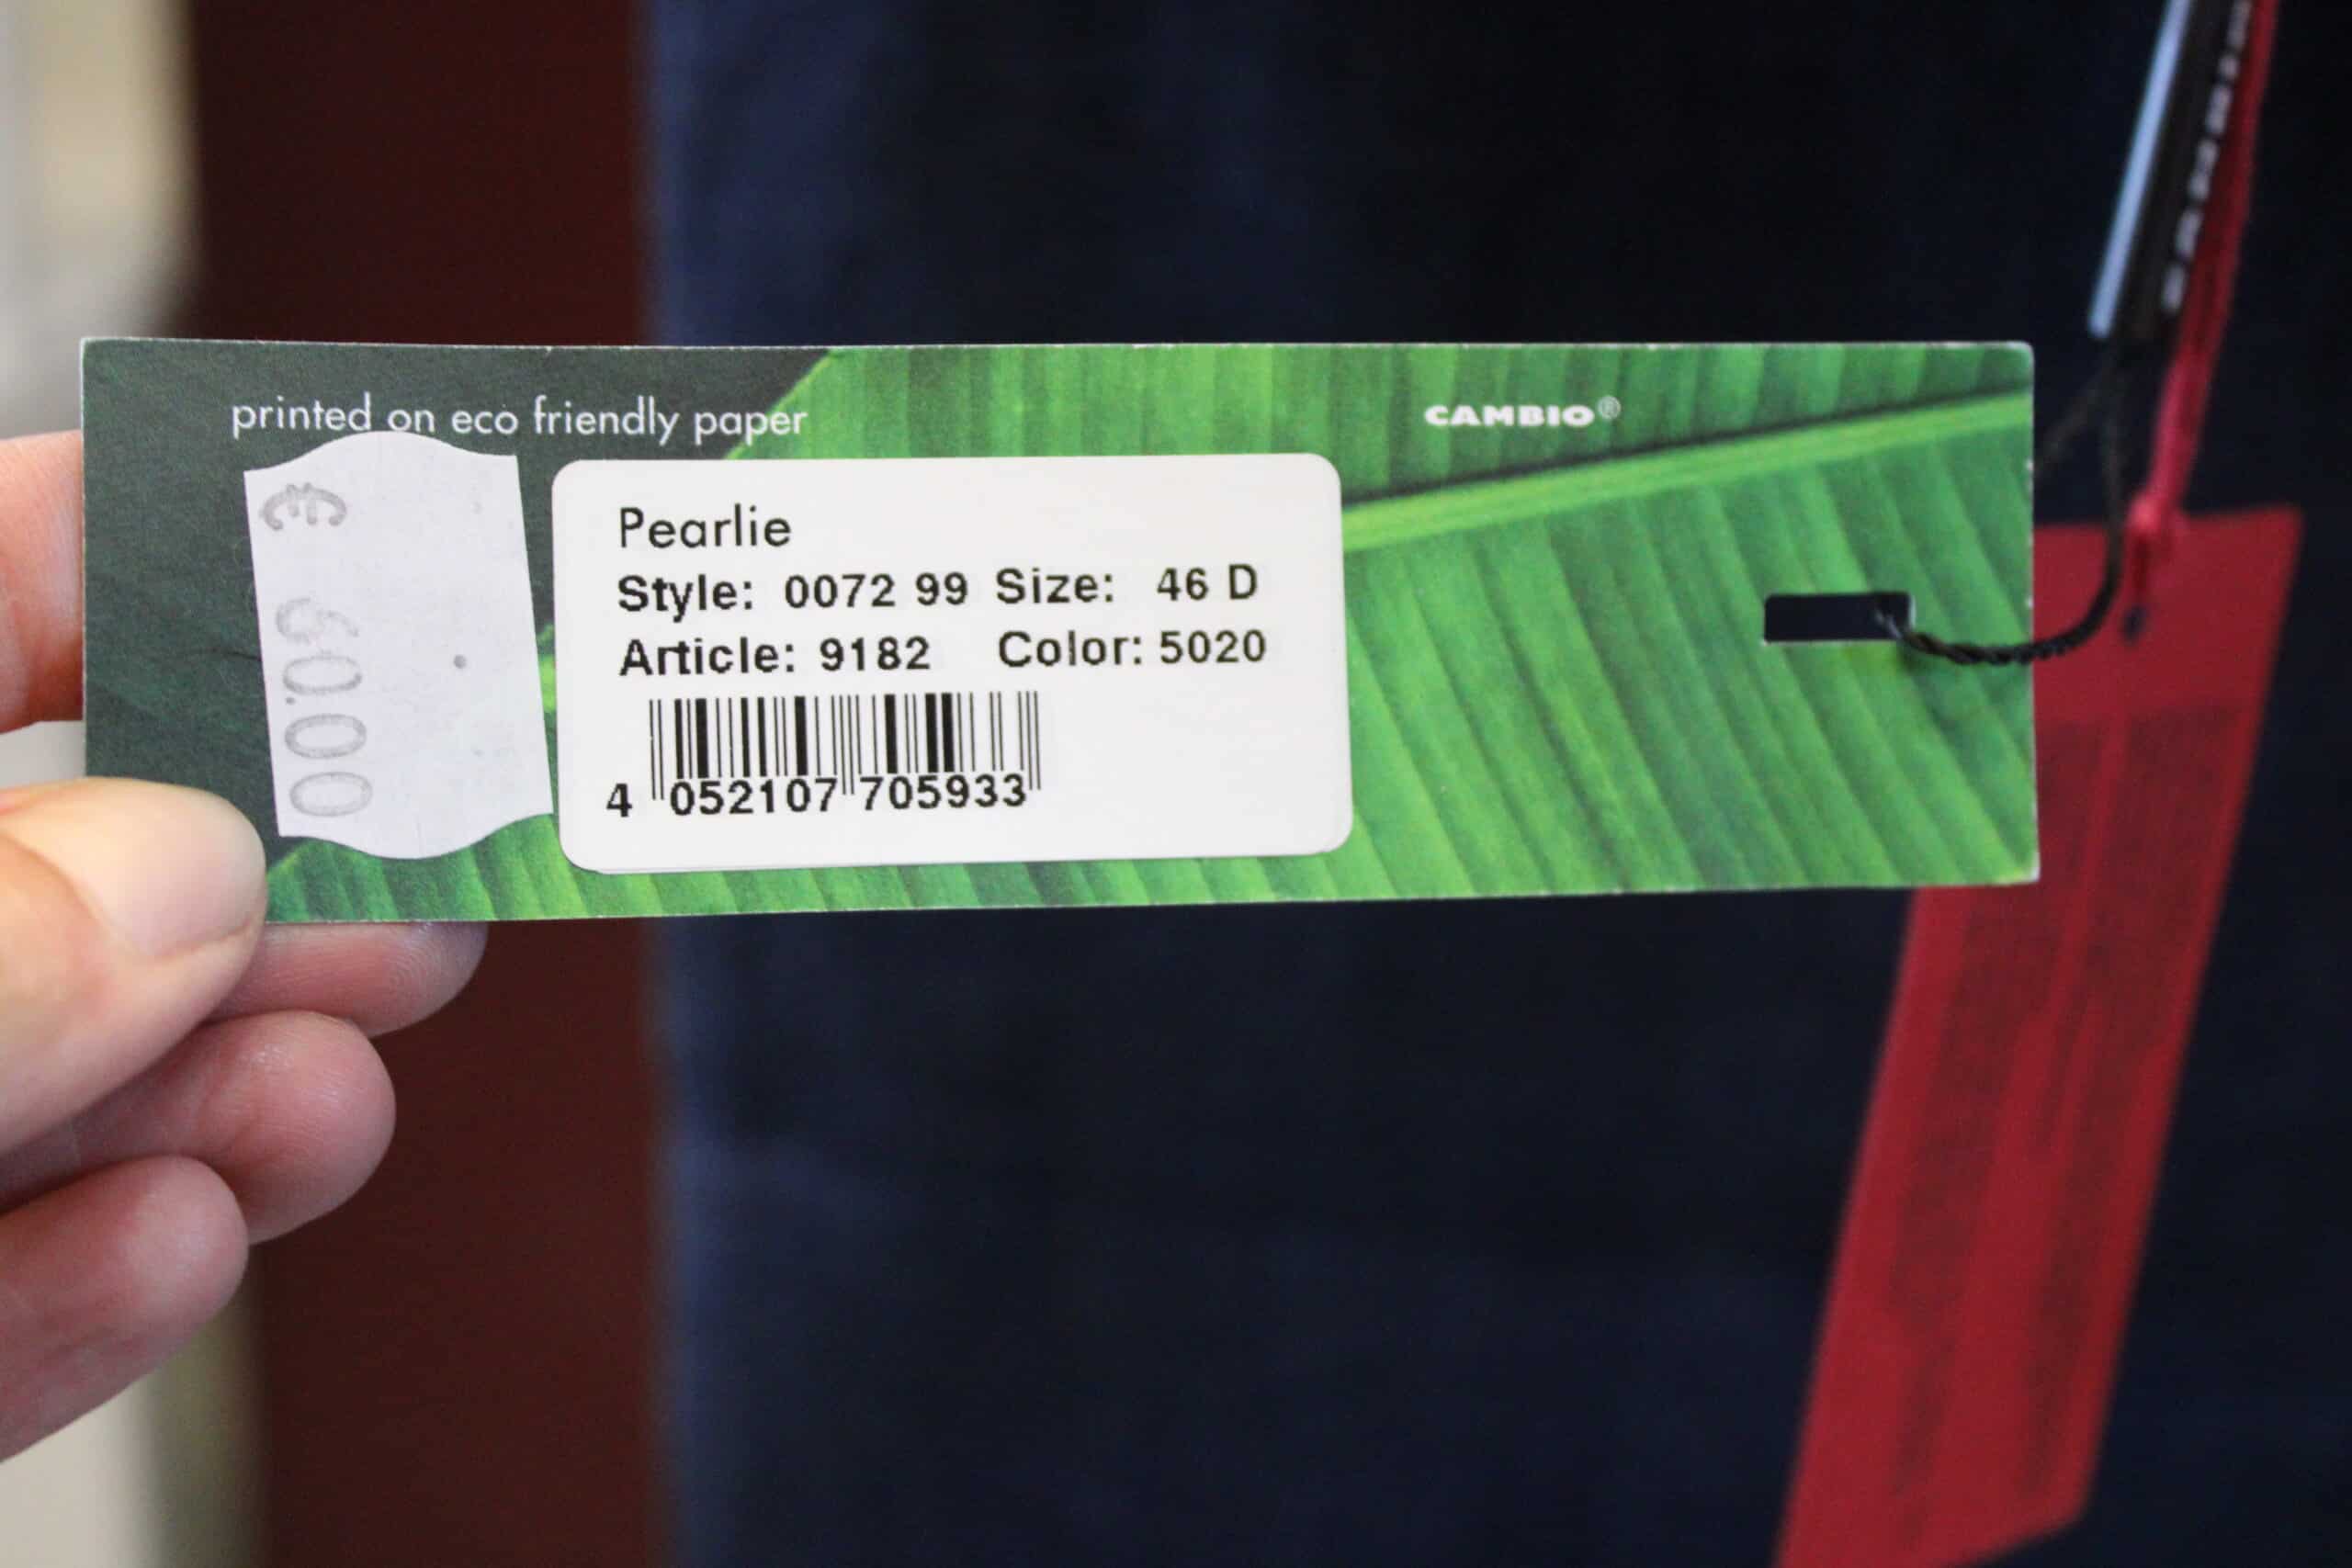 printed on eco friendly paper
CAMBIO®
€ 60.00
Pearlie
Style: 0072 99 Size: 46 D
Article: 9182 Color: 5020
4 052107 705933